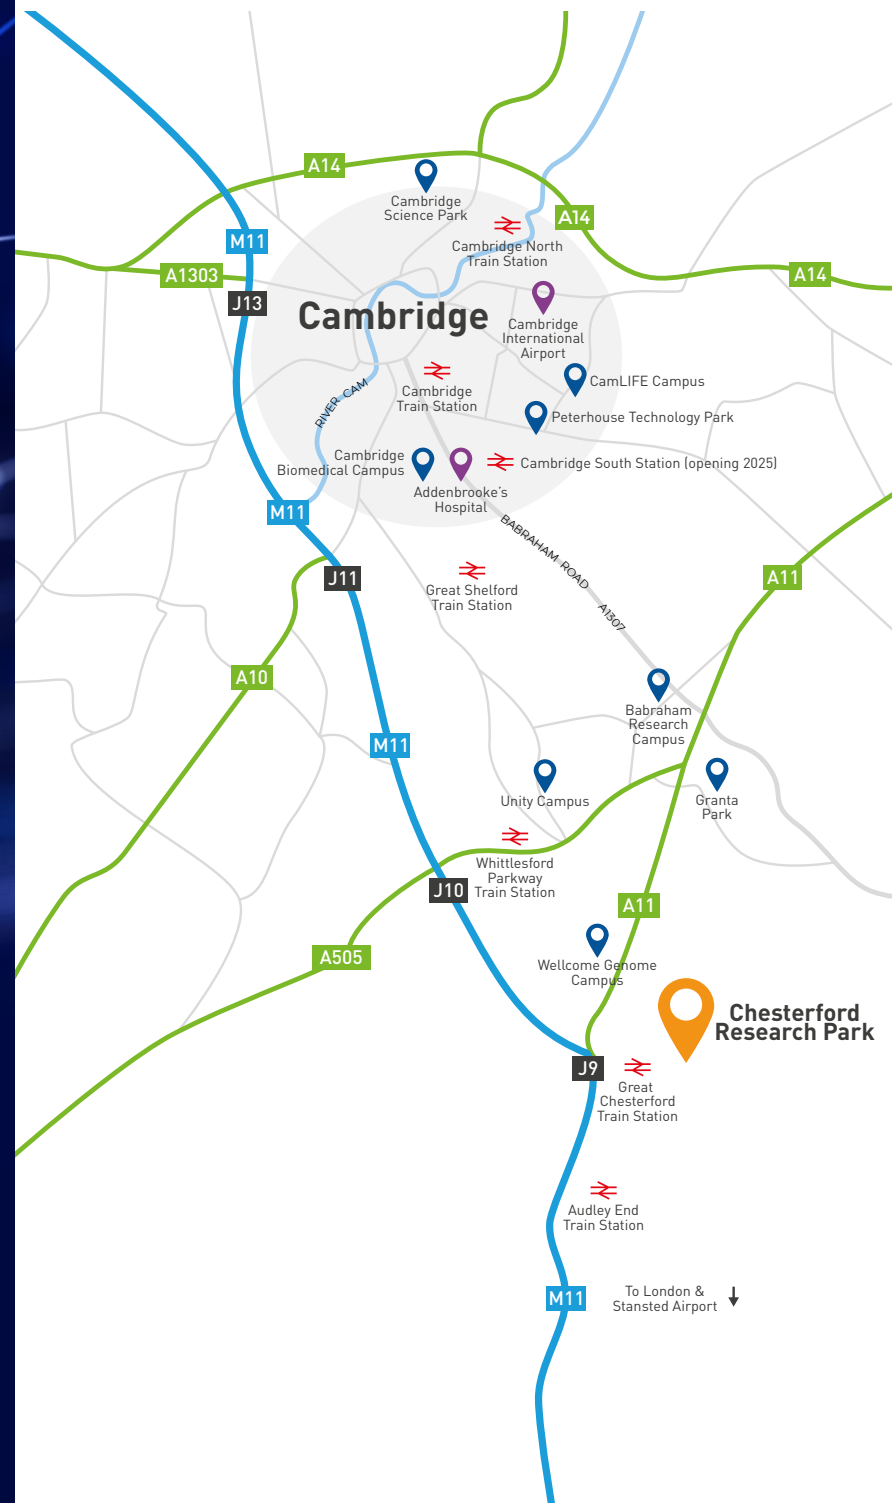 A14
Cambridge
Science Park
A14
M11
Cambridge North
Train Station
A1303
A14
J13
Cambridge
Cambridge
International
Airport
CamLIFE Campus
RIVER CAM
Cambridge
Train Station
Peterhouse Technology Park
Cambridge
Biomedical Campus
Cambridge South Station (opening 2025)
Addenbrooke's
Hospital
M11
BABRAHAM ROAD
A1307
J11
A11
Great Shelford
Train Station
A10
Babraham
Research
Campus
M11
Unity Campus
Granta
Park
Whittlesford
Parkway
Train Station
J10
A11
A505
Wellcome Genome
Campus
Chesterford
Research Park
J9
Great
Chesterford
Train Station
Audley End
Train Station
M11
To London &
Stansted Airport